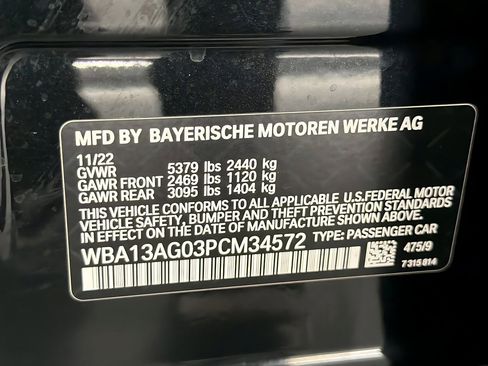 MFD BY BAYERISCHE MOTOREN WERKE AG
11/22
GVWR 5379 lbs 2440 kg
GAWR FRONT 2469 lbs 1120 kg
GAWR REAR 3095 lbs 1404 kg
THIS VEHICLE CONFORMS TO ALL APPLICABLE U.S.FEDERAL MOTOR
VEHICLE SAFETY, BUMPER AND THEFT PREVENTION STANDARDS
IN EFFECT ON THE DATE OF MANUFACTURE SHOWN ABOVE.
WBA13AG03PCM34572 TYPE: PASSENGER CAR
475/9
7 315 814